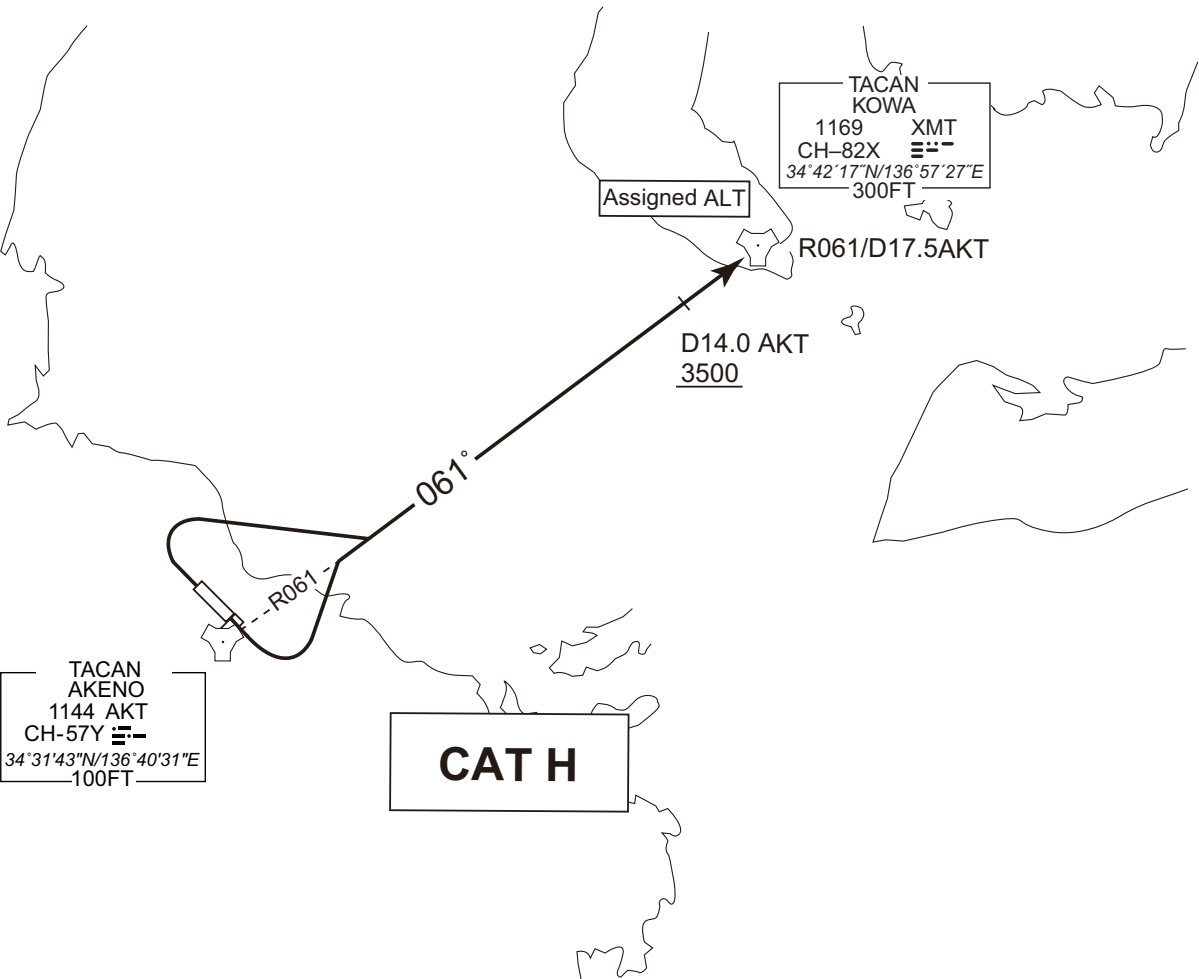 TACAN
KOWA
1169 XMT
CH–82X
34°42′17″N/136°57′27″E
300FT
Assigned ALT
R061/D17.5AKT
D14.0 AKT
3500
061°
R061
TACAN
AKENO
1144 AKT
CH-57Y
34°31'43"N/136°40'31"E
100FT
CAT H